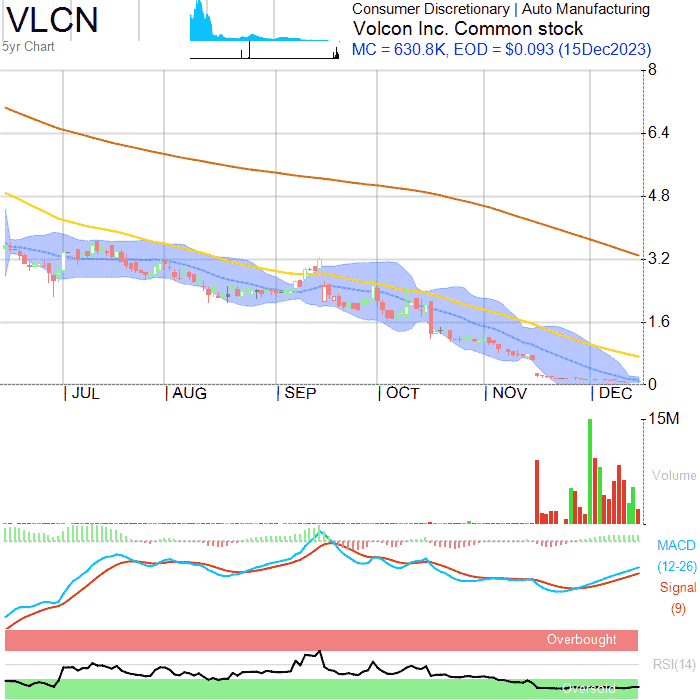 VLCN
5yr Chart
Consumer Discretionary | Auto Manufacturing
Volcon Inc. Common stock
MC = 630.8K, EOD = $0.093 (15Dec2023)
8
6.4
4.8
3.2
1.6
0
| JUL | AUG | SEP | OCT | NOV | DEC
15M
Volume
0
MACD
(12-26)
Signal
(9)
Overbought
RSI(14)
Oversold